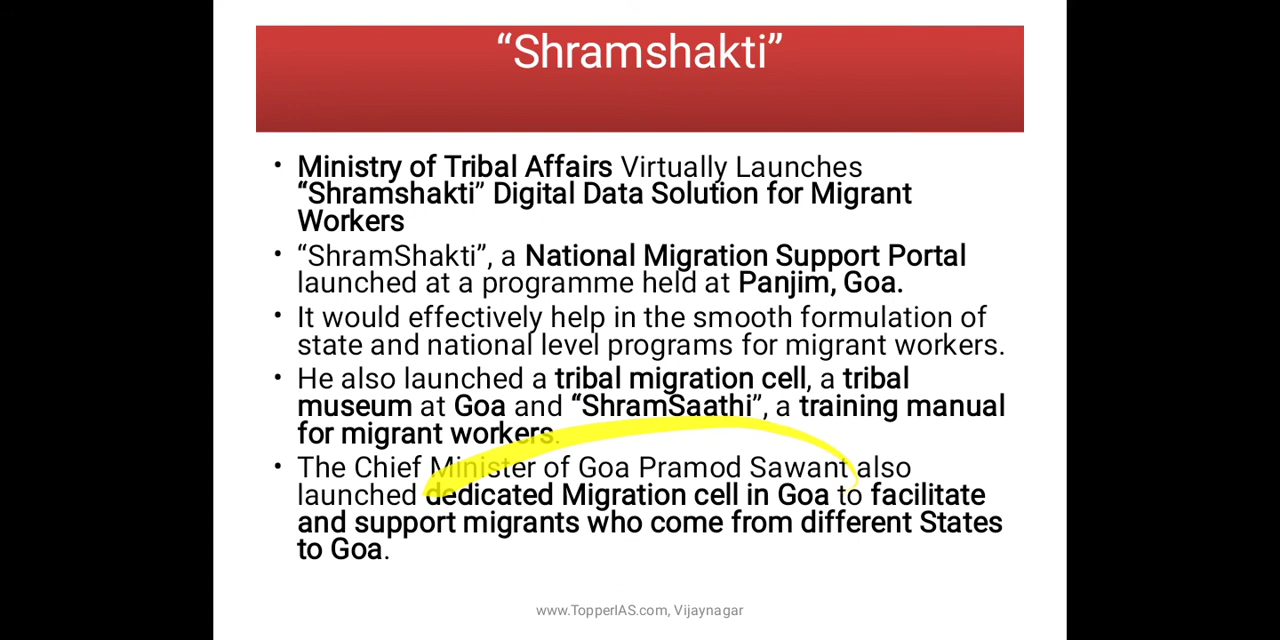 “Shramshakti”
• Ministry of Tribal Affairs Virtually Launches
“Shramshakti” Digital Data Solution for Migrant
Workers
• “ShramShakti”, a National Migration Support Portal
launched at a programme held at Panjim, Goa.
• It would effectively help in the smooth formulation of
state and national level programs for migrant workers.
• He also launched a tribal migration cell, a tribal
museum at Goa and “ShramSaathi”, a training manual
for migrant workers.
• The Chief Minister of Goa Pramod Sawant also
launched dedicated Migration cell in Goa to facilitate
and support migrants who come from different States
to Goa.
www.TopperIAS.com, Vijaynagar